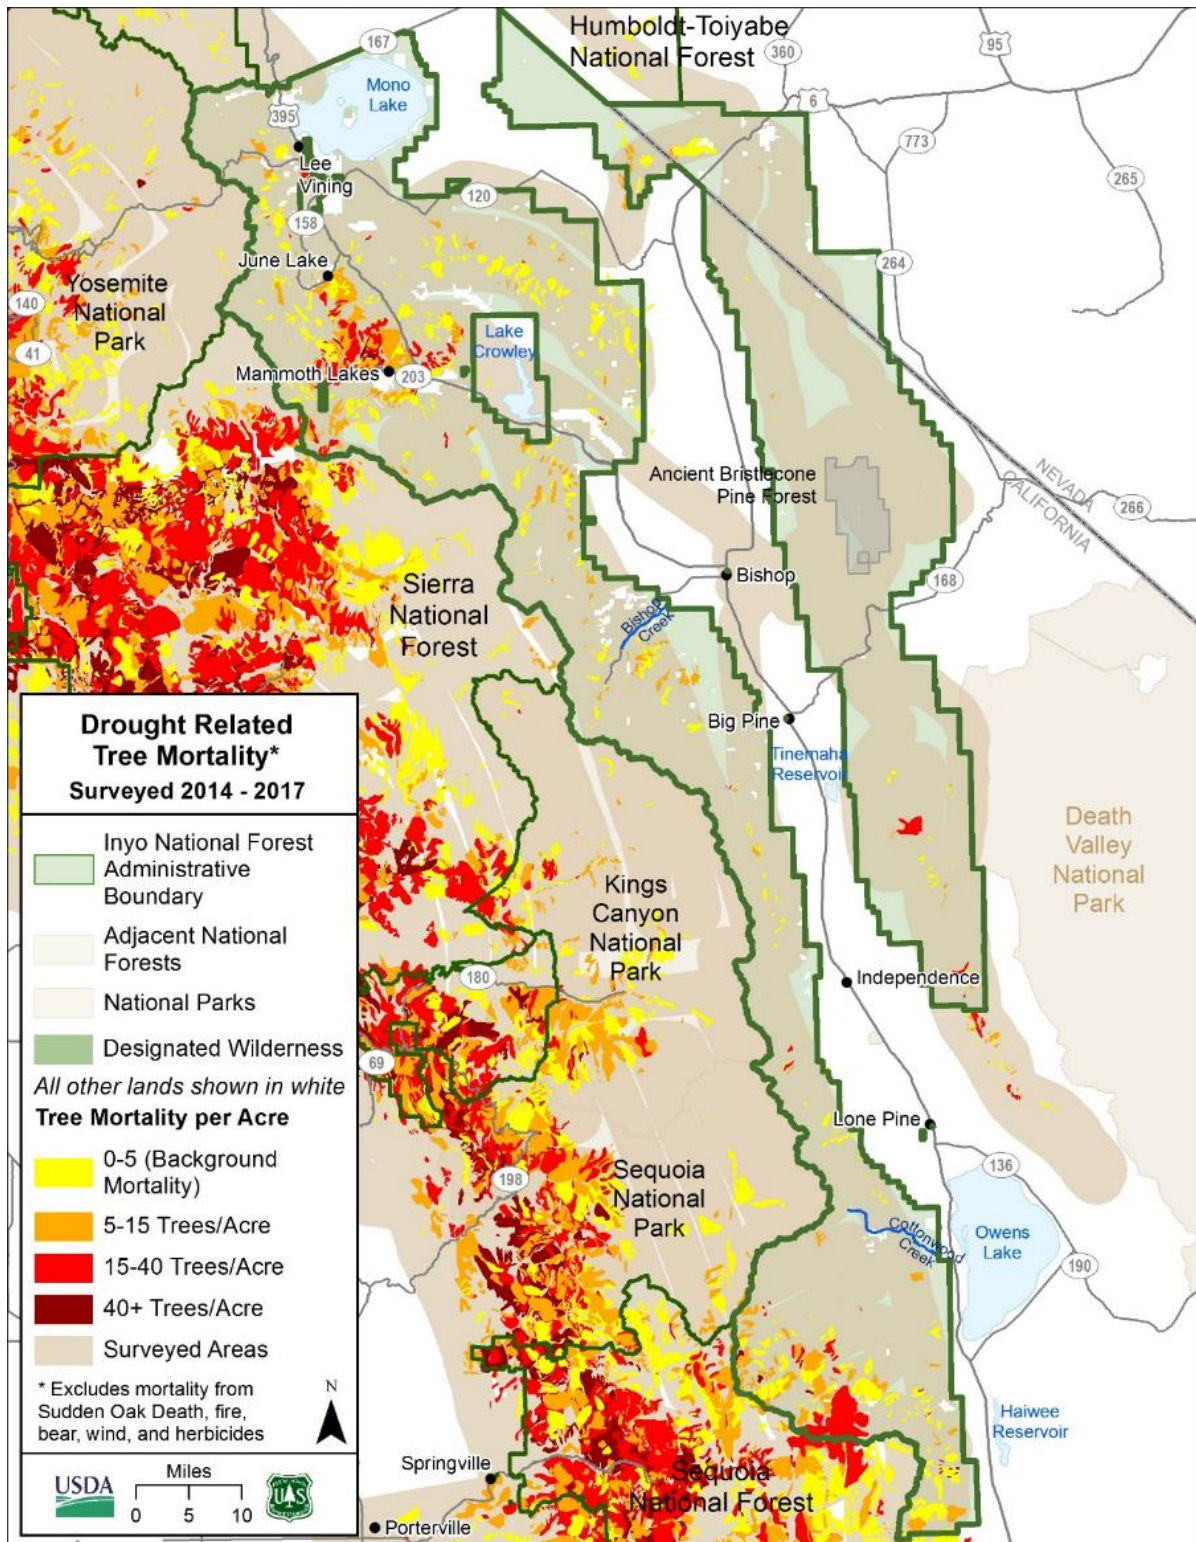 Humboldt-Toiyabe
National Forest
167
360
95
6
Mono
Lake
395
773
Lee
Vining
265
120
158
264
June Lake
140
Yosemite
National
Park
41
Lake
Crowley
Mammoth Lakes
203
Ancient Bristlecone
Pine Forest
NEVADA
CALIFORNIA
266
Bishop
168
Sierra
National
Forest
Bishop
Creek
Big Pine
Tinemaha
Reservoir
Death
Valley
National
Park
Kings
Canyon
National
Park
180
Independence
69
Lone Pine
136
198
Sequoia
National
Park
Cottonwood
Creek
Owens
Lake
190
Haiwee
Reservoir
Springville
Sequoia
National Forest
Porterville
Drought Related
Tree Mortality*
Surveyed 2014 - 2017
Inyo National Forest
Administrative
Boundary
Adjacent National
Forests
National Parks
Designated Wilderness
All other lands shown in white
Tree Mortality per Acre
0-5 (Background
Mortality)
5-15 Trees/Acre
15-40 Trees/Acre
40+ Trees/Acre
Surveyed Areas
* Excludes mortality from
Sudden Oak Death, fire,
bear, wind, and herbicides
N
USDA
Miles
0 5 10
U S